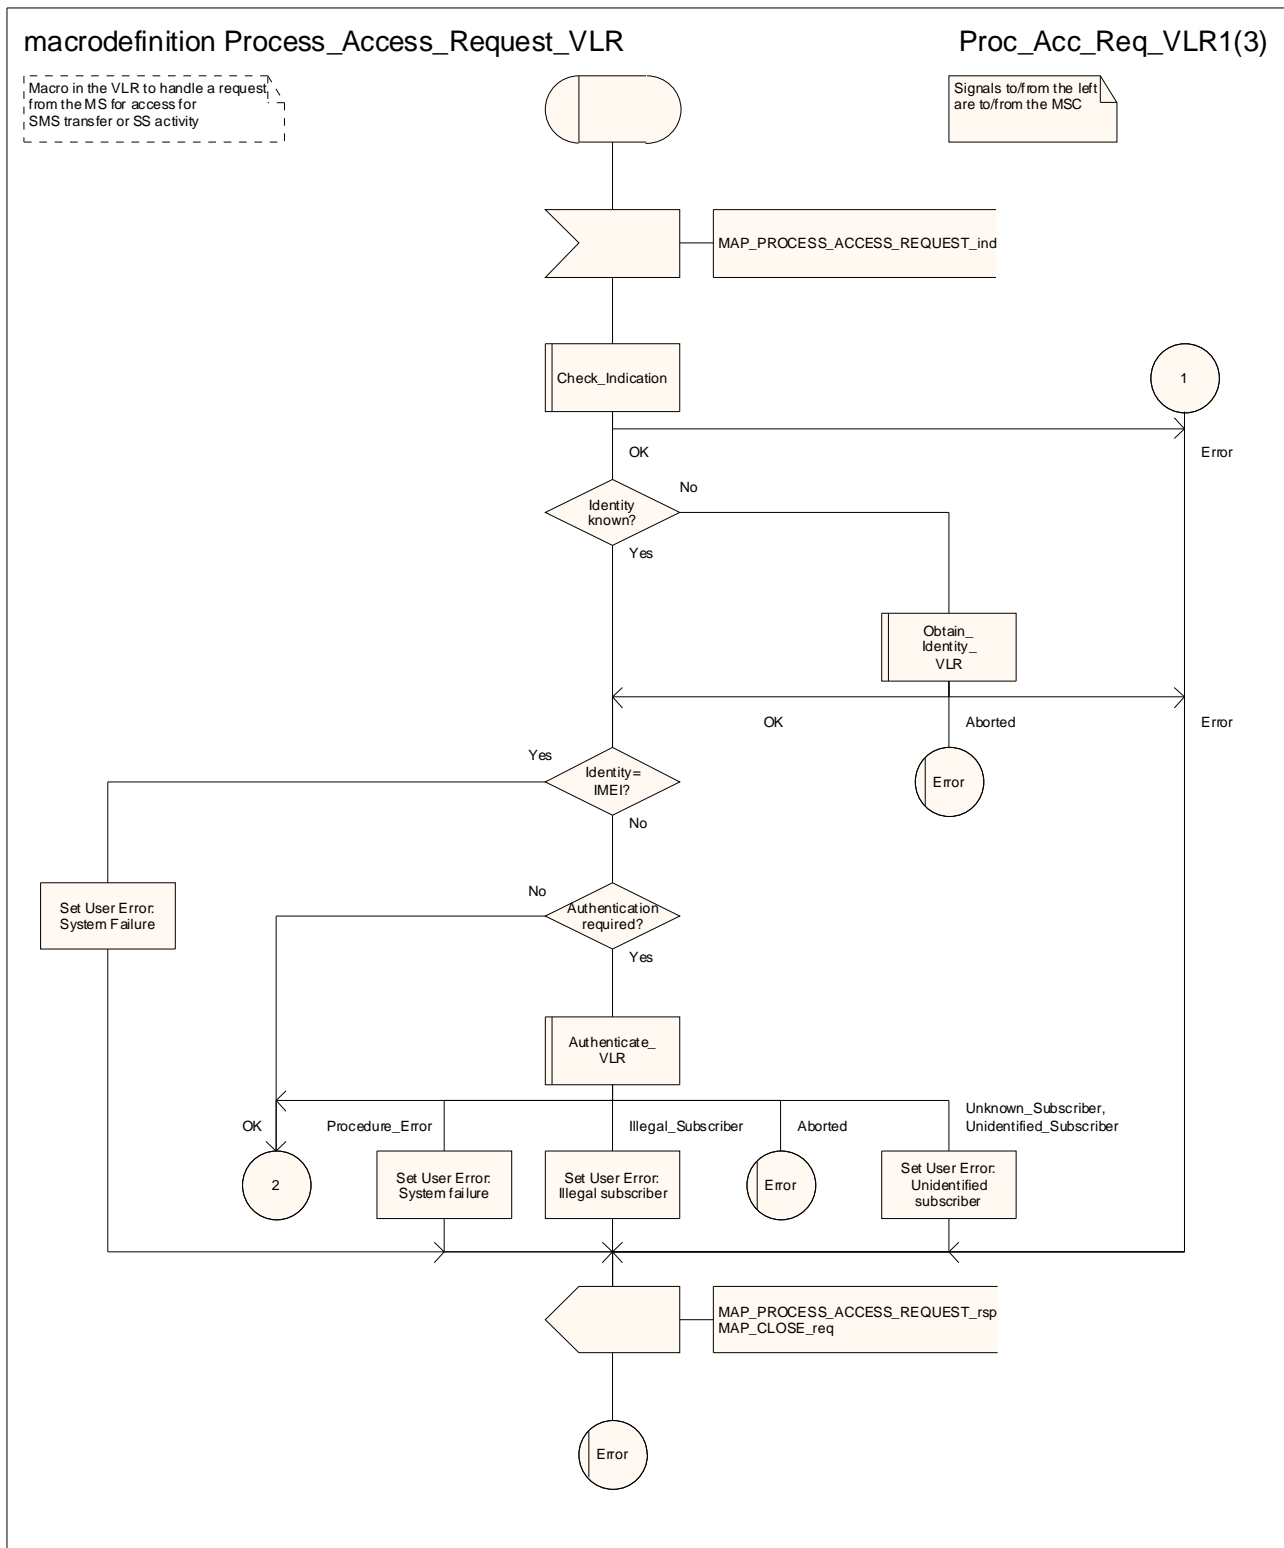 macrodefinition Process_Access_Request_VLR
Proc_Acc_Req_VLR1(3)
Macro in the VLR to handle a request
from the MS for access for
SMS transfer or SS activity
Signals to/from the left
are to/from the MSC
MAP_PROCESS_ACCESS_REQUEST_ind
Check_Indication
1
OK
Error
Identity
known?
No
Yes
Obtain_
Identity_
VLR
OK
Aborted
Error
Yes
Identity=
IMEI?
Error
No
Set User Error:
System Failure
No
Authentication
required?
Yes
Authenticate_
VLR
OK
Procedure_Error
Illegal_Subscriber
Aborted
Unknown_Subscriber,
Unidentified_Subscriber
2
Set User Error:
System failure
Set User Error:
Illegal subscriber
Error
Set User Error:
Unidentified
subscriber
MAP_PROCESS_ACCESS_REQUEST_rsp
MAP_CLOSE_req
Error